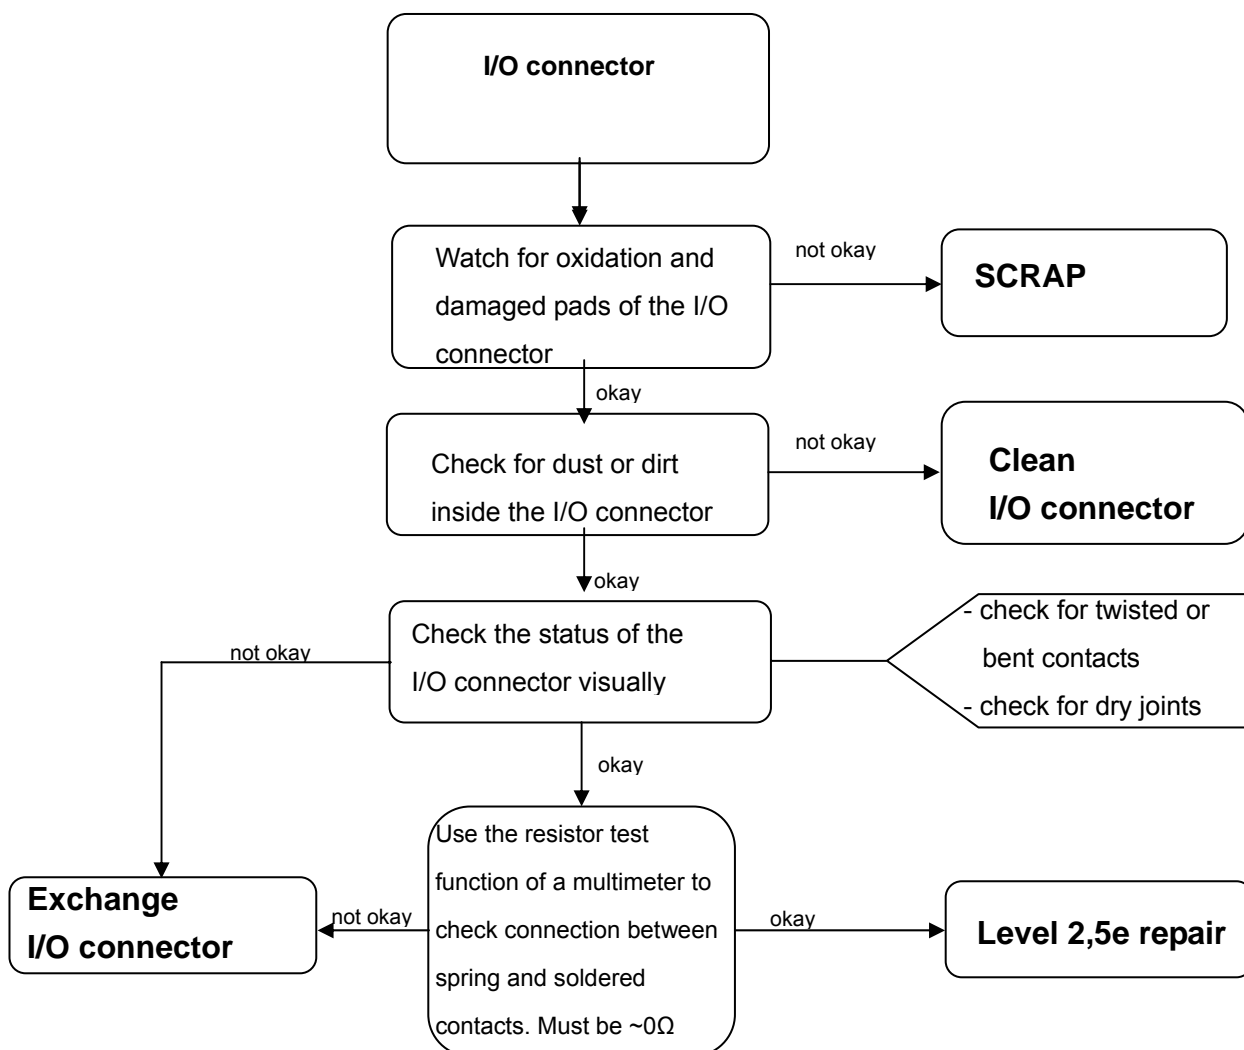 I/O connector
Watch for oxidation and
damaged pads of the I/O
connector
not okay
SCRAP
okay
Check for dust or dirt
inside the I/O connector
not okay
Clean
I/O connector
okay
Check the status of the
I/O connector visually
not okay
- check for twisted or
bent contacts
- check for dry joints
okay
Use the resistor test
function of a multimeter to
check connection between
spring and soldered
contacts. Must be ~0Ω
not okay
Exchange
I/O connector
okay
Level 2,5e repair